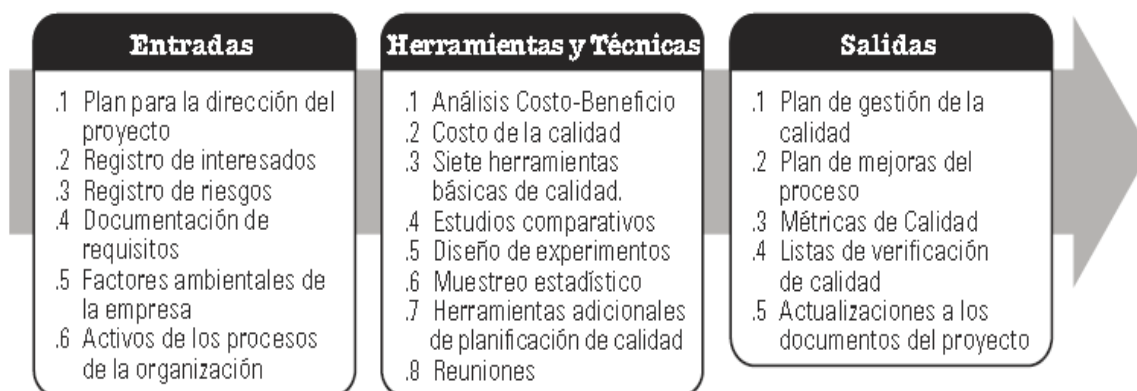 Entradas
.1 Plan para la dirección del
proyecto
.2 Registro de interesados
.3 Registro de riesgos
.4 Documentación de
requisitos
.5 Factores ambientales de
la empresa
.6 Activos de los procesos
de la organización
Herramientas y Técnicas
.1 Análisis Costo-Beneficio
.2 Costo de la calidad
.3 Siete herramientas
básicas de calidad.
.4 Estudios comparativos
.5 Diseño de experimentos
.6 Muestreo estadístico
.7 Herramientas adicionales
de planificación de calidad
.8 Reuniones
Salidas
.1 Plan de gestión de la
calidad
.2 Plan de mejoras del
proceso
.3 Métricas de Calidad
.4 Listas de verificación
de calidad
.5 Actualizaciones a los
documentos del proyecto